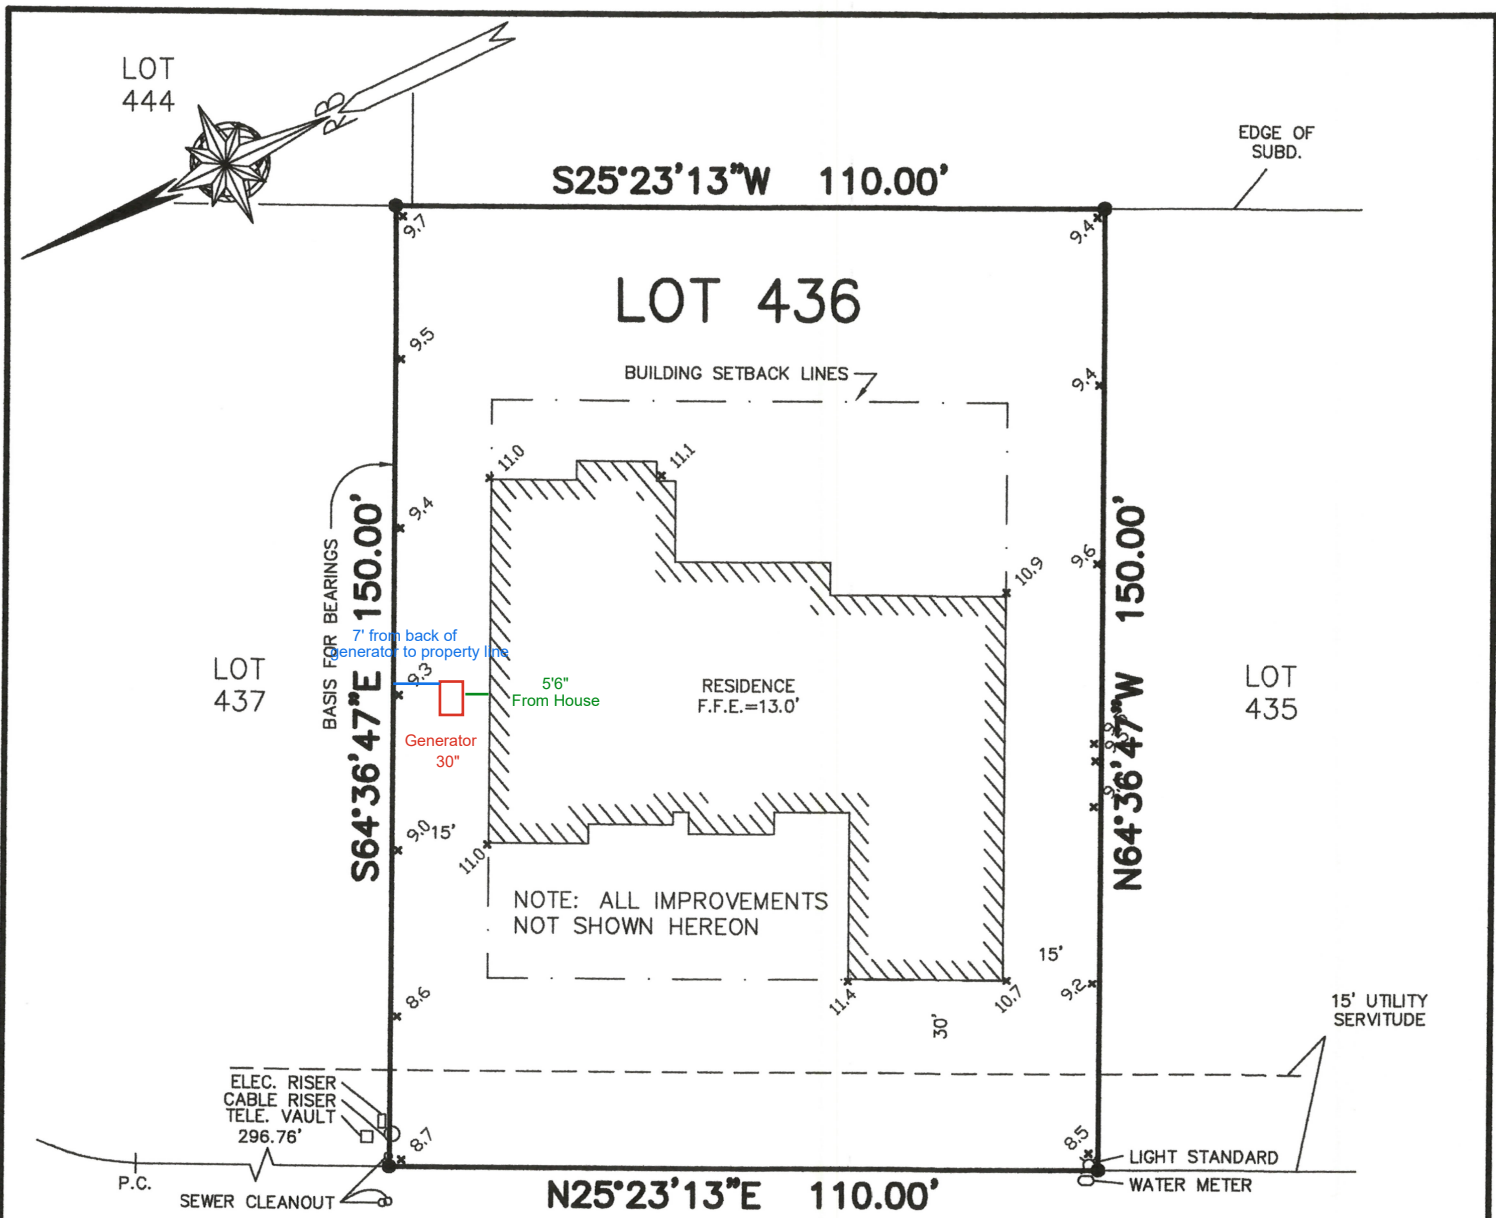 LOT
444
EDGE OF
SUBD.
S25°23'13"W 110.00'
9.7
9.4
LOT 436
9.5
BUILDING SETBACK LINES
9.4
11.0
11.1
9.4
9.6
10.9
BASIS FOR BEARINGS
S64°36'47"E 150.00'
N64°36'47"W 150.00'
7' from back of
generator to property line
9.3
LOT
437
5'6"
From House
RESIDENCE
F.F.E.=13.0'
LOT
435
Generator
30"
9.0
15'
11.0
NOTE: ALL IMPROVEMENTS
NOT SHOWN HEREON
15'
11.4
10.7
9.2
30'
8.6
15' UTILITY
SERVITUDE
ELEC. RISER
CABLE RISER
TELE. VAULT
296.76'
8.7
8.5
P.C.
SEWER CLEANOUT
LIGHT STANDARD
WATER METER
N25°23'13"E 110.00'